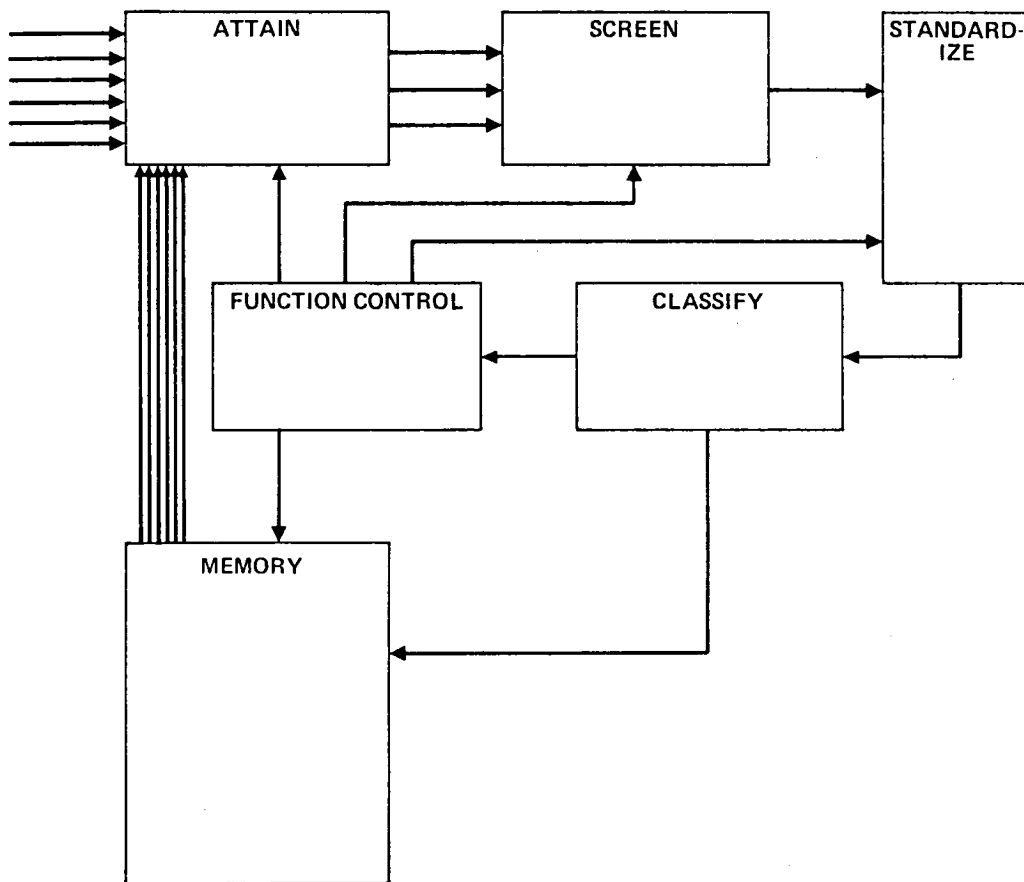 ATTAIN
SCREEN
STANDARD-
IZE
FUNCTION CONTROL
CLASSIFY
MEMORY